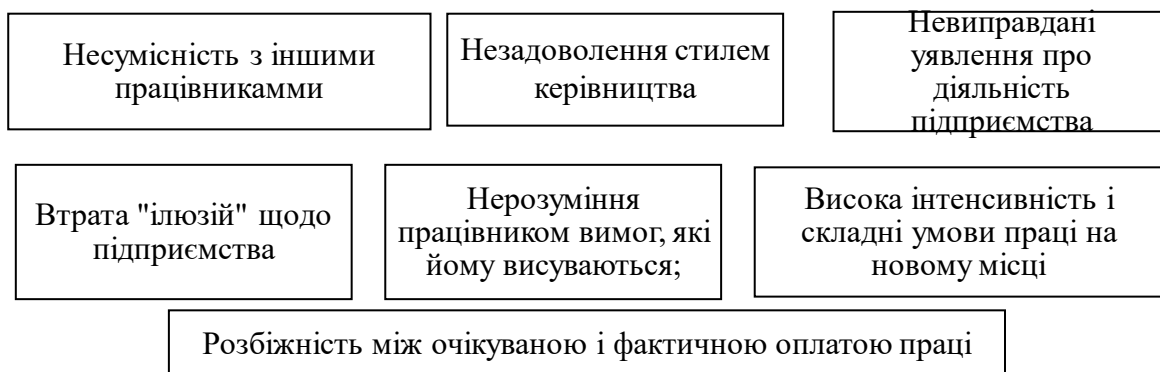 Несумісність з іншими
працівникамми
Незадоволення стилем
керівництва
Невиправдані
уявлення про
діяльність
підприємства
Втрата "ілюзій" щодо
підприємства
Нерозуміння
працівником вимог, які
йому висуваються;
Висока інтенсивність і
складні умови праці на
новому місці
Розбіжність між очікуваною і фактичною оплатою праці